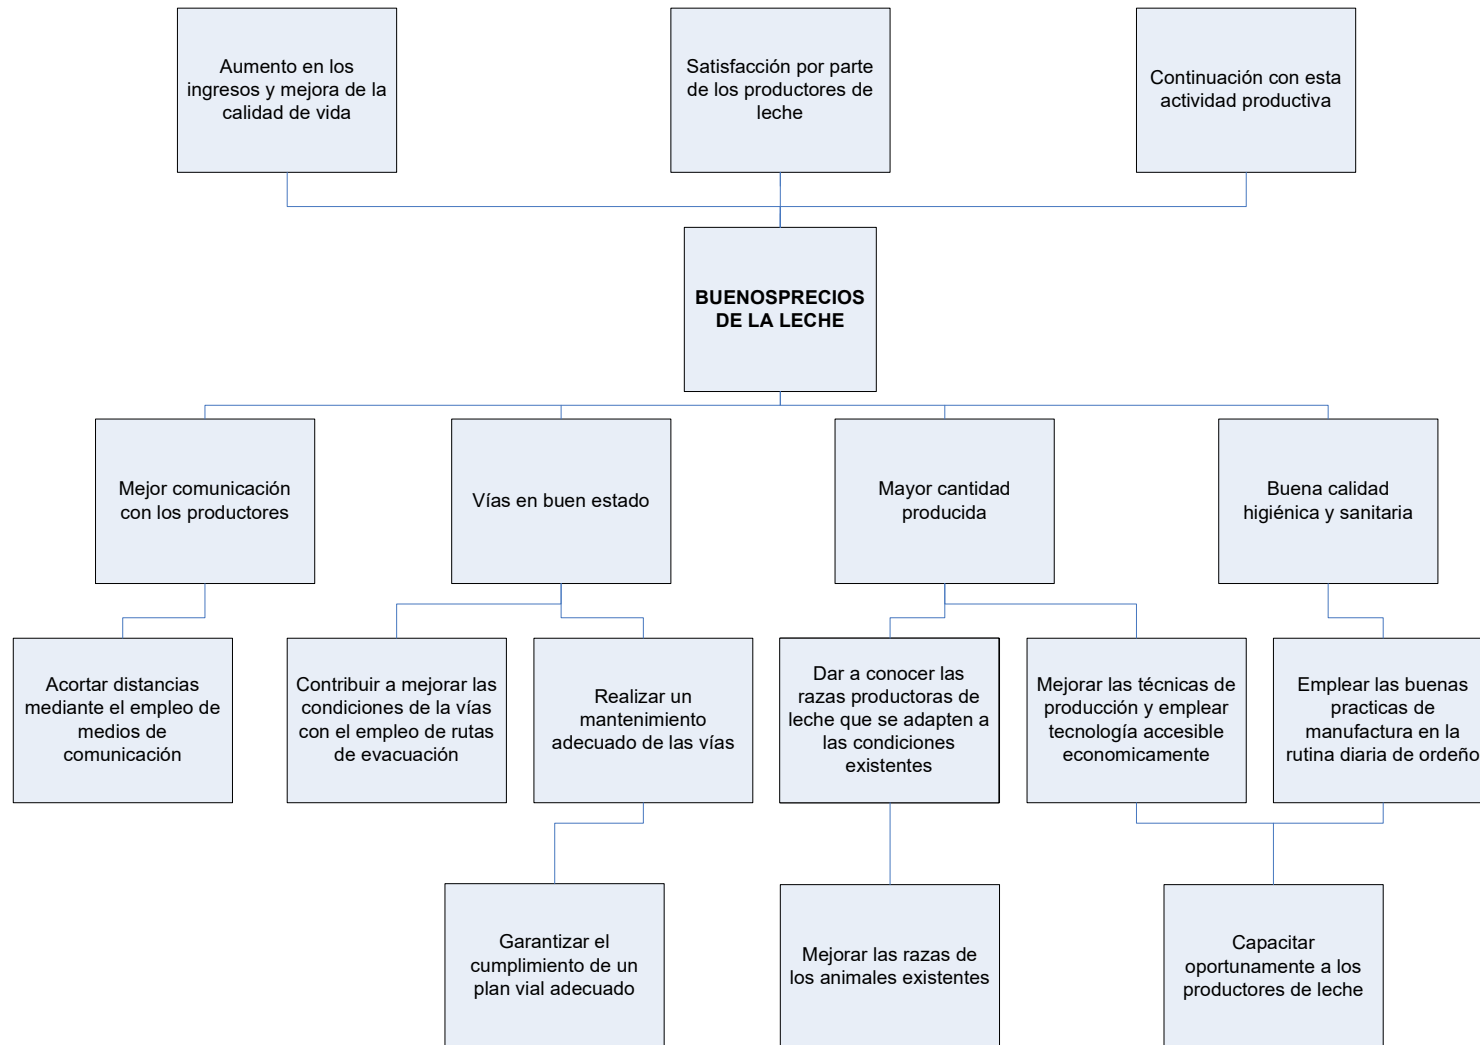 Aumento en los
ingresos y mejora de la
calidad de vida
Satisfacción por parte
de los productores de
leche
Continuación con esta
actividad productiva
BUENOSPRECIOS
DE LA LECHE
Mejor comunicación
con los productores
Vías en buen estado
Mayor cantidad
producida
Buena calidad
higiénica y sanitaria
Acortar distancias
mediante el empleo de
medios de
comunicación
Contribuir a mejorar las
condiciones de la vías
con el empleo de rutas
de evacuación
Realizar un
mantenimiento
adecuado de las vías
Dar a conocer las
razas productoras de
leche que se adapten a
las condiciones
existentes
Mejorar las técnicas de
producción y emplear
tecnología accesible
economicamente
Emplear las buenas
practicas de
manufactura en la
rutina diaria de ordeño
Garantizar el
cumplimiento de un
plan vial adecuado
Mejorar las razas de
los animales existentes
Capacitar
oportunamente a los
productores de leche